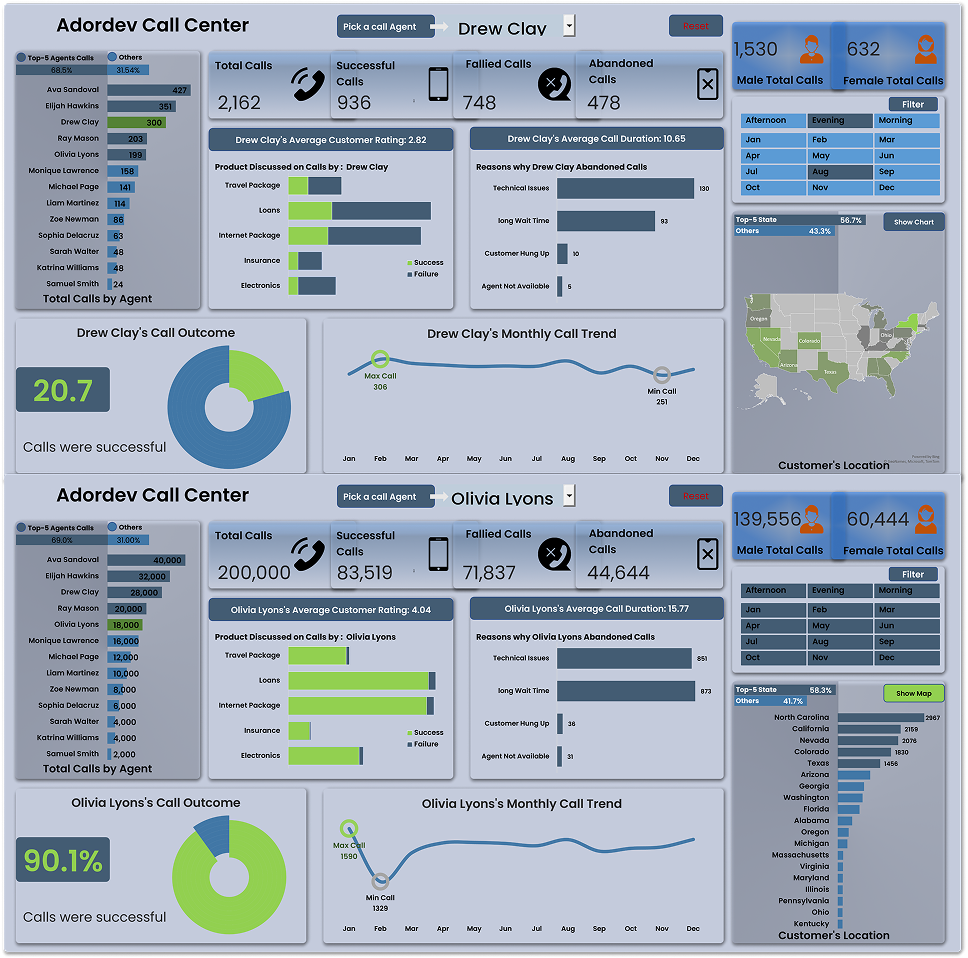 Adordev Call Center
Pick a call Agent
Drew Clay
Reset
Top-5 Agents Calls
Others
68.5%
31.54%
Ava Sandoval 427
Elijah Hawkins 351
Drew Clay 300
Ray Mason 203
Olivia Lyons 199
Monique Lawrence 158
Michael Page 141
Liam Martinez 114
Zoe Newman 86
Sophia Delacruz 63
Sarah Walter 48
Katrina Williams 48
Samuel Smith 24
Total Calls by Agent
Total Calls
2,162
Successful
Calls
936
Fallied Calls
748
Abandoned
Calls
478
1,530
Male Total Calls
632
Female Total Calls
Drew Clay's Average Customer Rating: 2.82
Product Discussed on Calls by : Drew Clay
Travel Package
Loans
Internet Package
Insurance
Electronics
Success
Failure
Drew Clay's Average Call Duration: 10.65
Reasons why Drew Clay Abandoned Calls
Technical Issues 130
long Wait Time 93
Customer Hung Up 10
Agent Not Available 5
Filter
Afternoon Evening Morning
Jan Feb Mar
Apr May Jun
Jul Aug Sep
Oct Nov Dec
Top-5 State 56.7%
Others 43.3%
Show Chart
Oregon
Nevada
Colorado
Arizona
Texas
Ohio
Powered by Bing
Customer's Location
Drew Clay's Call Outcome
20.7
Calls were successful
Drew Clay's Monthly Call Trend
Max Call
306
Min Call
251
Jan Feb Mar Apr May Jun Jul Aug Sep Oct Nov Dec
Adordev Call Center
Pick a call Agent
Olivia Lyons
Reset
Top-5 Agents Calls
Others
69.0%
31.00%
Ava Sandoval 40,000
Elijah Hawkins 32,000
Drew Clay 28,000
Ray Mason 20,000
Olivia Lyons 18,000
Monique Lawrence 16,000
Michael Page 12,000
Liam Martinez 10,000
Zoe Newman 8,000
Sophia Delacruz 6,000
Sarah Walter 4,000
Katrina Williams 4,000
Samuel Smith 2,000
Total Calls by Agent
Total Calls
200,000
Successful
Calls
83,519
Fallied Calls
71,837
Abandoned
Calls
44,644
139,556
Male Total Calls
60,444
Female Total Calls
Olivia Lyons's Average Customer Rating: 4.04
Product Discussed on Calls by : Olivia Lyons
Travel Package
Loans
Internet Package
Insurance
Electronics
Success
Failure
Olivia Lyons's Average Call Duration: 15.77
Reasons why Olivia Lyons Abandoned Calls
Technical Issues 851
long Wait Time 873
Customer Hung Up 36
Agent Not Available 31
Filter
Afternoon Evening Morning
Jan Feb Mar
Apr May Jun
Jul Aug Sep
Oct Nov Dec
Top-5 State 58.3%
Others 41.7%
Show Map
North Carolina 2967
California 2159
Nevada 2076
Colorado 1830
Texas 1456
Arizona
Georgia
Washington
Florida
Alabama
Oregon
Michigan
Massachusetts
Virginia
Maryland
Illinois
Pennsylvania
Ohio
Kentucky
Customer's Location
Olivia Lyons's Call Outcome
90.1%
Calls were successful
Olivia Lyons's Monthly Call Trend
Max Call
1590
Min Call
1329
Jan Feb Mar Apr May Jun Jul Aug Sep Oct Nov Dec